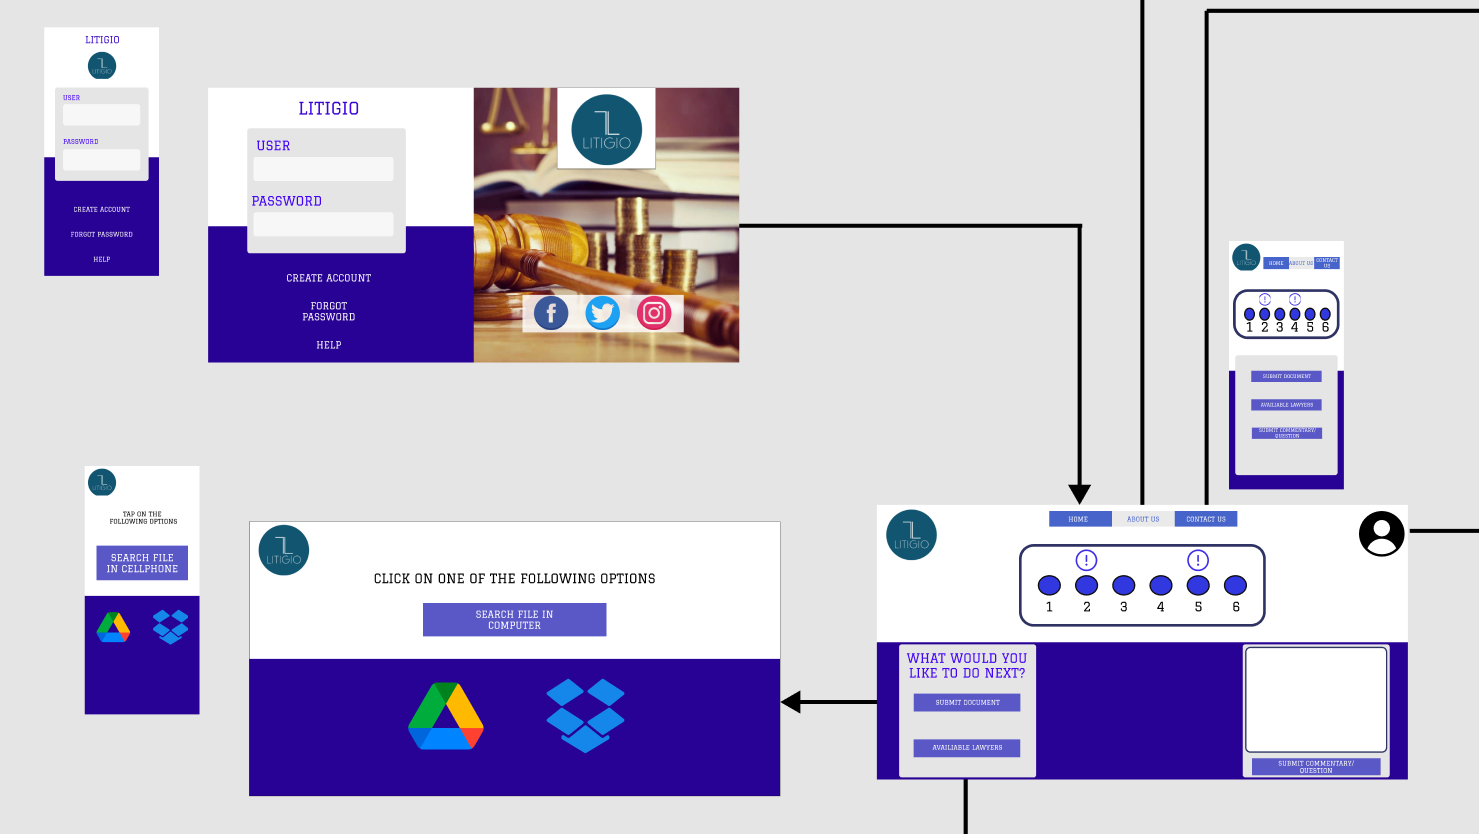 LITIGIO
LITIGIO
USER
PASSWORD
CREATE ACCOUNT
FORGOT PASSWORD
HELP
LITIGIO
USER
PASSWORD
CREATE ACCOUNT
FORGOT
PASSWORD
HELP
LITIGIO
HOME
ABOUT US
CONTACT
US
LITIGIO
! !
1 2 3 4 5 6
SUBMIT DOCUMENT
AVAILIABLE LAWYERS
SUBMIT COMMENTARY/
QUESTION
LITIGIO
TAP ON THE
FOLLOWING OPTIONS
SEARCH FILE
IN CELLPHONE
LITIGIO
CLICK ON ONE OF THE FOLLOWING OPTIONS
SEARCH FILE IN
COMPUTER
LITIGIO
HOME
ABOUT US
CONTACT US
! !
1 2 3 4 5 6
WHAT WOULD YOU
LIKE TO DO NEXT?
SUBMIT DOCUMENT
AVAILIABLE LAWYERS
SUBMIT COMMENTARY/
QUESTION